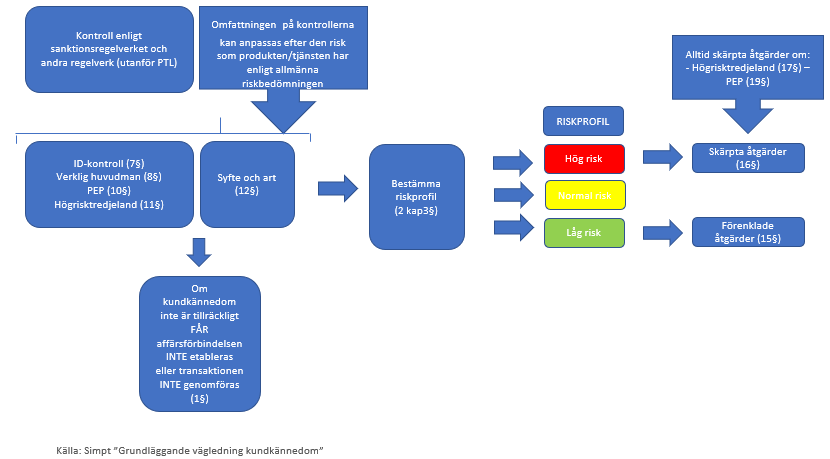 Kontroll enligt
sanktionsregelverket och
andra regelverk (utanför PTL)
Omfattningen på kontrollerna
kan anpassas efter den risk
som produkten/tjänsten har
enligt allmänna
riskbedömningen
Alltid skärpta åtgärder om:
- Högrisktredjeland (17§) –
PEP (19§)
ID-kontroll (7§)
Verklig huvudman (8§)
PEP (10§)
Högrisktredjeland (11§)
Syfte och art
(12§)
Bestämma
riskprofil
(2 kap3§)
RISKPROFIL
Hög risk
Normal risk
Låg risk
Skärpta åtgärder
(16§)
Förenklade
åtgärder (15§)
Om
kundkännedom
inte är tillräckligt
FÅR
affärsförbindelsen
INTE etableras
eller transaktionen
INTE genomföras
(1§)
Källa: Simpt ”Grundläggande vägledning kundkännedom”